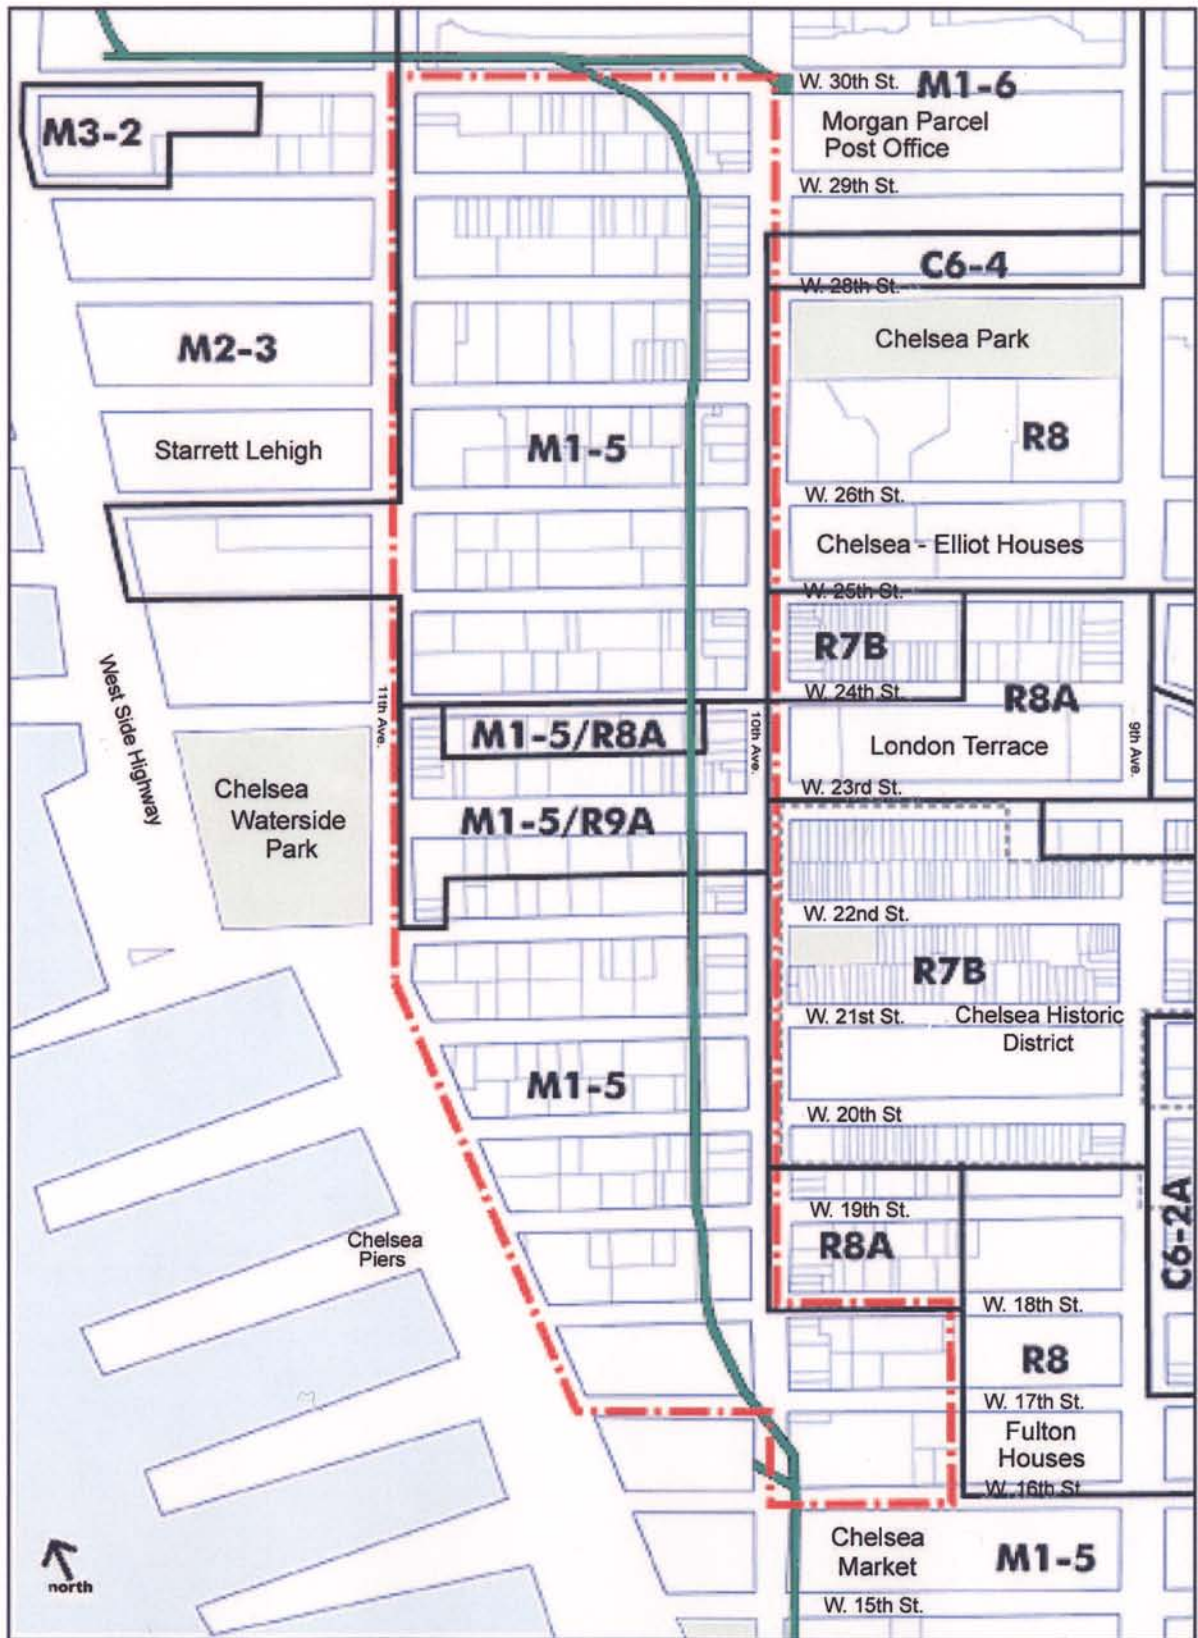 W. 30th St.
M1-6
M3-2
Morgan Parcel
Post Office
W. 29th St.
C6-4
W. 28th St.
M2-3
Chelsea Park
Starrett Lehigh
M1-5
R8
W. 26th St.
Chelsea - Elliot Houses
W. 25th St.
R7B
W. 24th St.
R8A
West Side Highway
11th Ave.
10th Ave.
9th Ave.
M1-5/R8A
London Terrace
W. 23rd St.
Chelsea
Waterside
Park
M1-5/R9A
W. 22nd St.
R7B
W. 21st St.
Chelsea Historic
District
M1-5
W. 20th St
W. 19th St.
R8A
C6-2A
Chelsea
Piers
W. 18th St.
R8
W. 17th St.
Fulton
Houses
W. 16th St
Chelsea
Market
M1-5
W. 15th St.
north